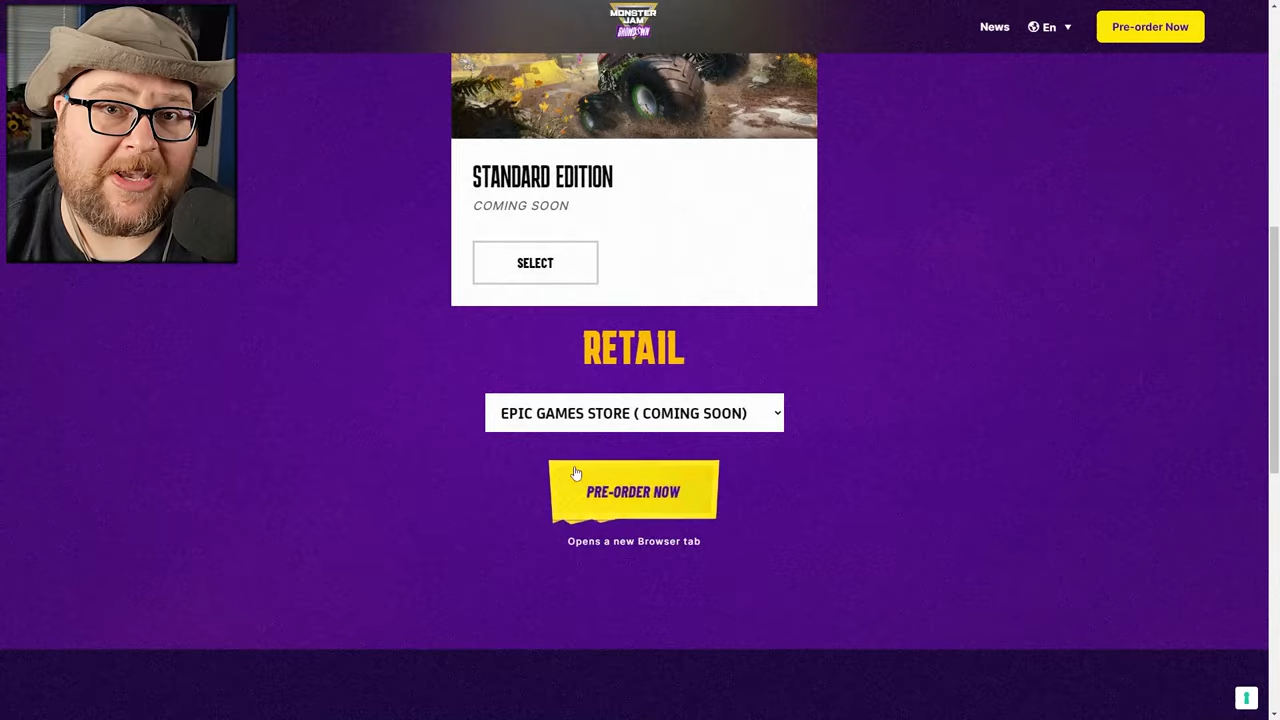 MONSTER
JAM
SHOWDOWN
News
En
Pre-order Now
STANDARD EDITION
COMING SOON
SELECT
RETAIL
EPIC GAMES STORE ( COMING SOON)
PRE-ORDER NOW
Opens a new Browser tab